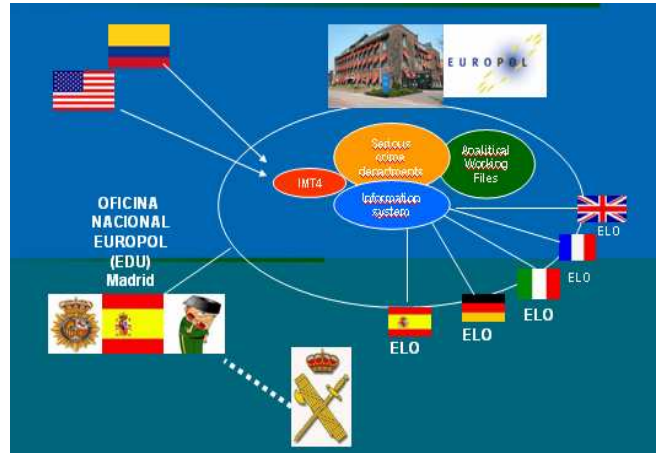 EUROPOL
Serious
crime
departments
Analitical
Working
Files
IMT4
Information
system
OFICINA
NACIONAL
EUROPOL
(EDU)
Madrid
ELO
ELO
ELO
ELO
ELO